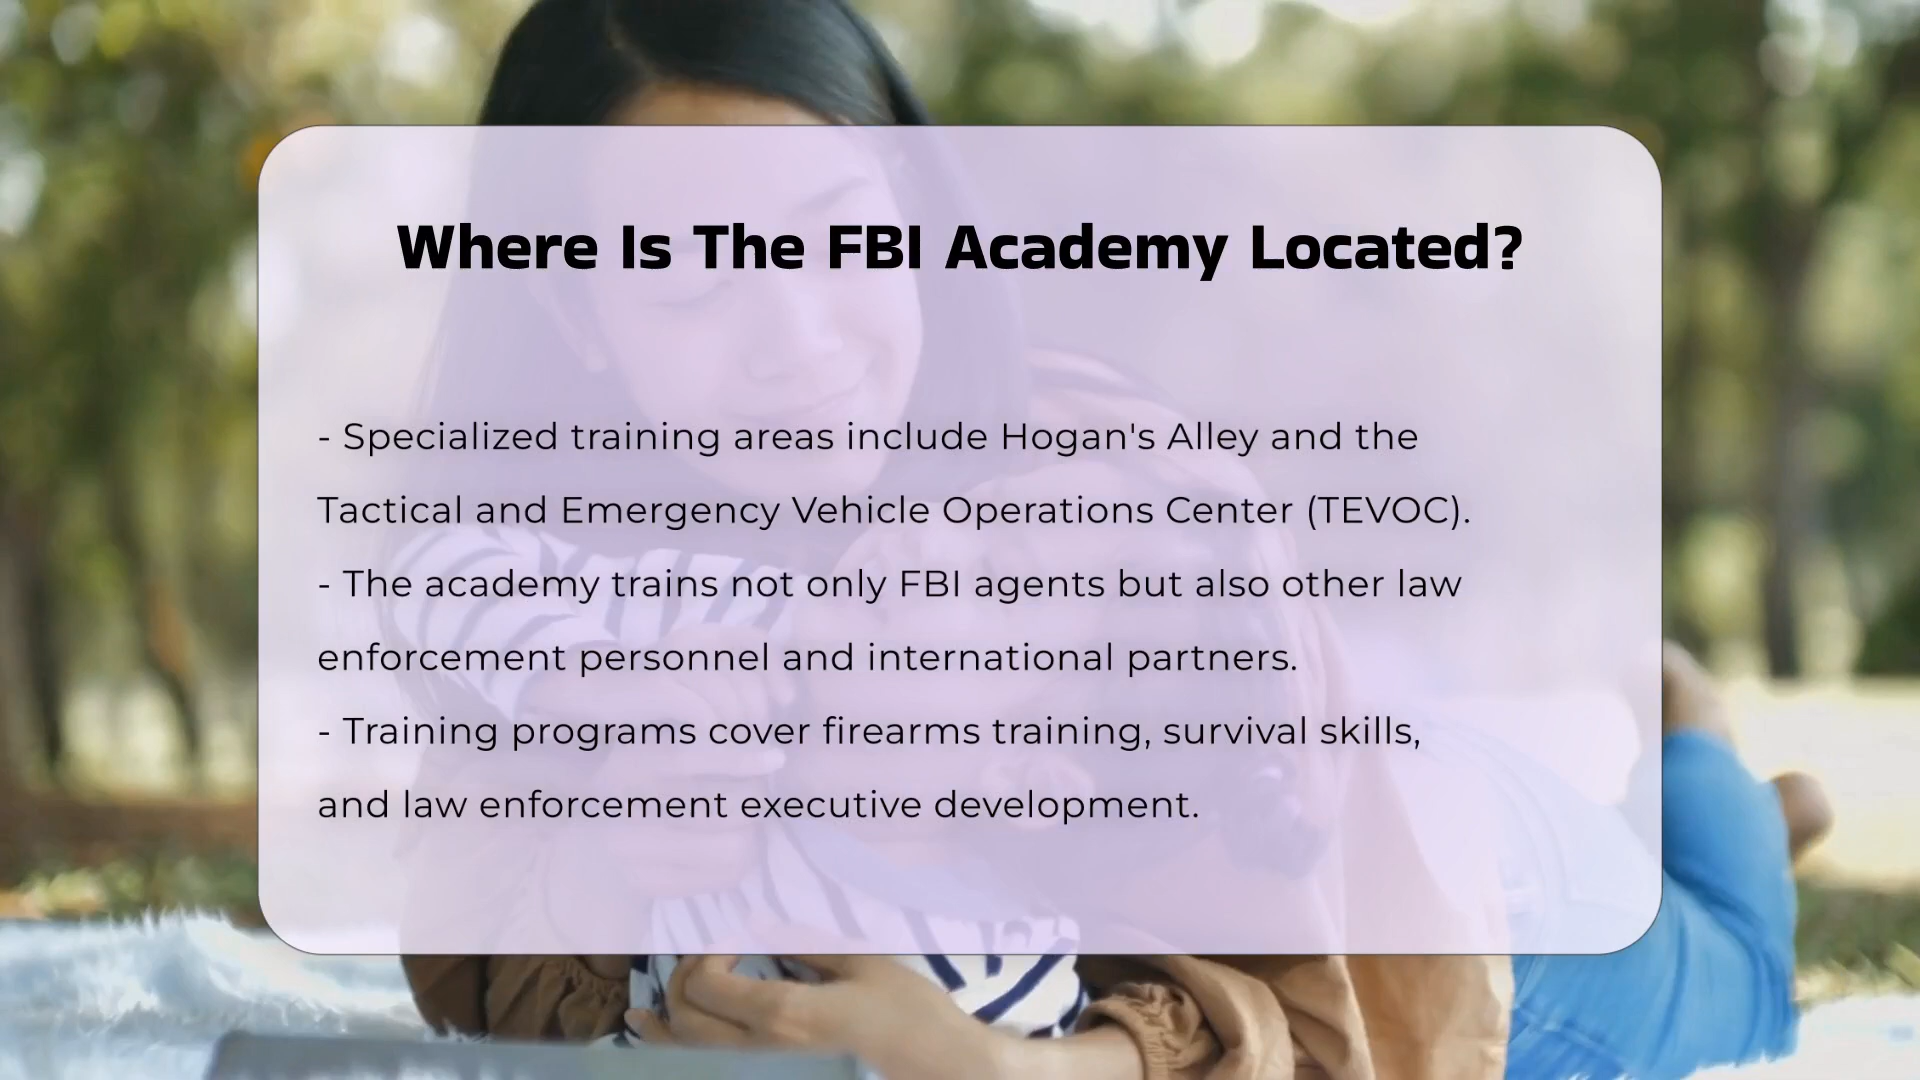 Where Is The FBI Academy Located?
- Specialized training areas include Hogan's Alley and the
Tactical and Emergency Vehicle Operations Center (TEVOC).
- The academy trains not only FBI agents but also other law
enforcement personnel and international partners.
- Training programs cover firearms training, survival skills,
and law enforcement executive development.